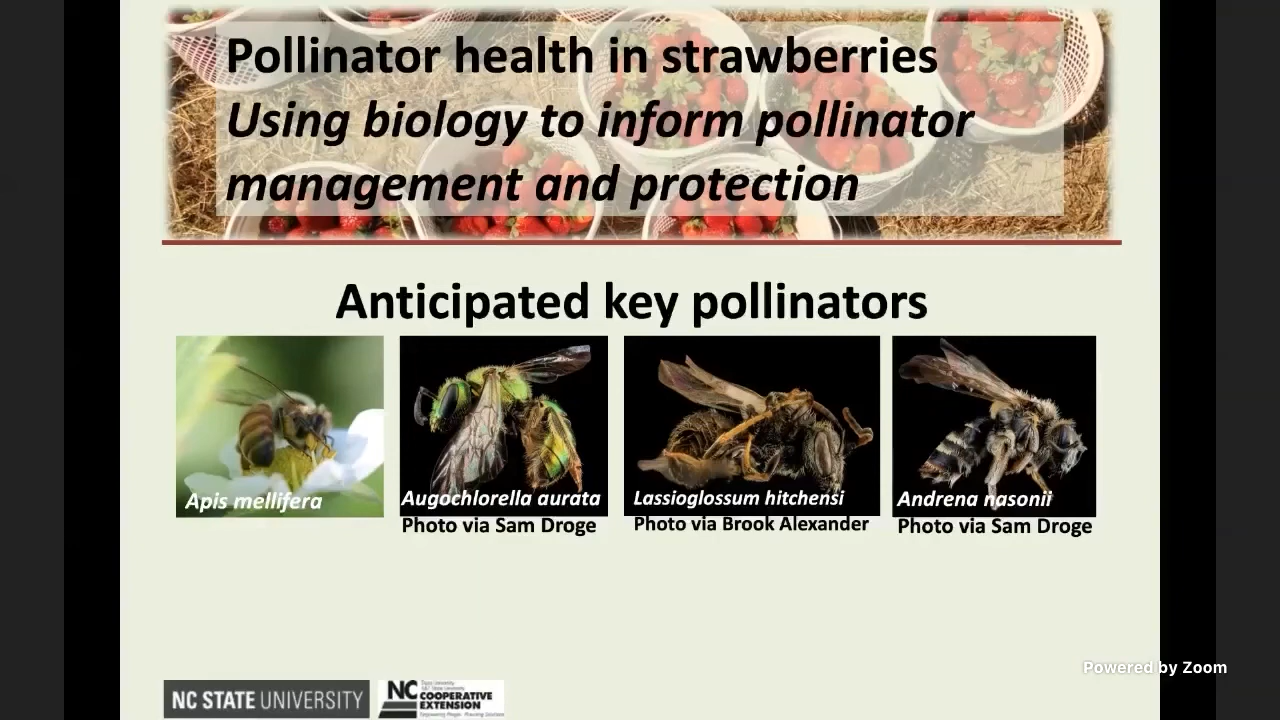 Pollinator health in strawberries
Using biology to inform pollinator
management and protection
Anticipated key pollinators
Apis mellifera
Augochlorella aurata
Photo via Sam Droge
Lassioglossum hitchensi
Photo via Brook Alexander
Andrena nasonii
Photo via Sam Droge
Powered by Zoom
NC STATE UNIVERSITY
NC
COOPERATIVE
EXTENSION